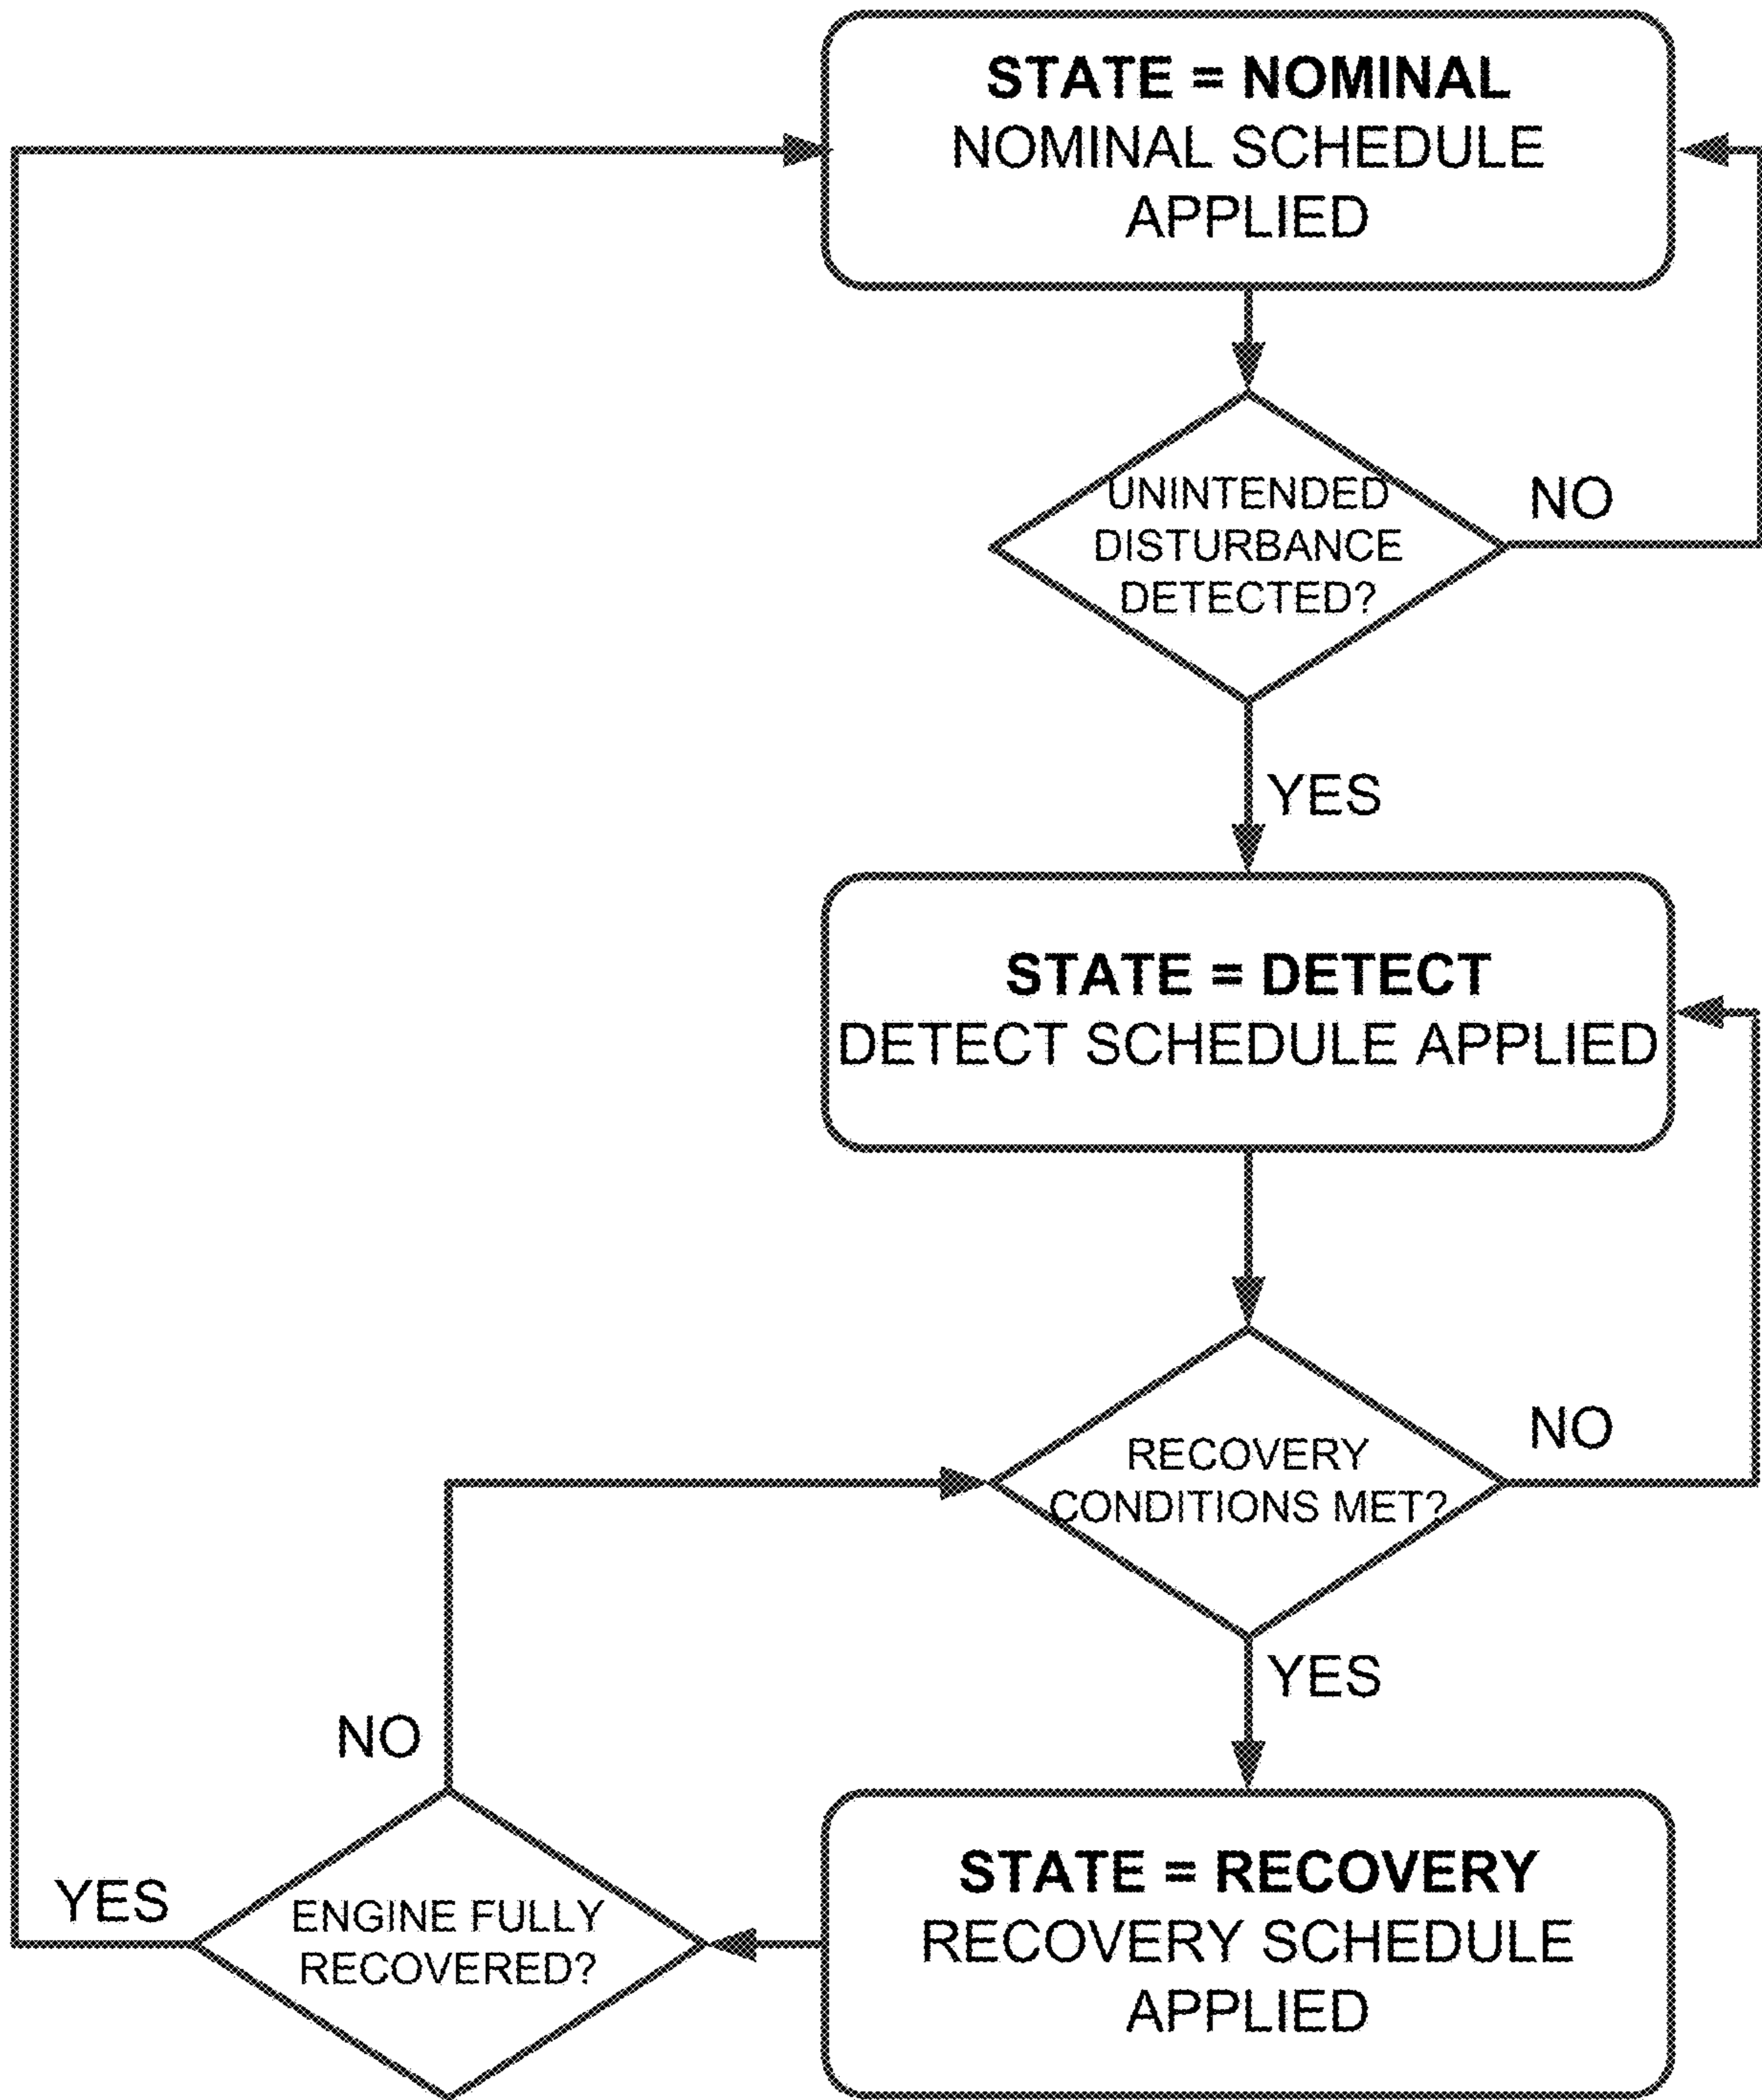 STATE = NOMINAL
NOMINAL SCHEDULE
APPLIED
UNINTENDED
DISTURBANCE
DETECTED?
NO
YES
STATE = DETECT
DETECT SCHEDULE APPLIED
RECOVERY
CONDITIONS MET?
NO
YES
NO
STATE = RECOVERY
RECOVERY SCHEDULE
APPLIED
YES
ENGINE FULLY
RECOVERED?